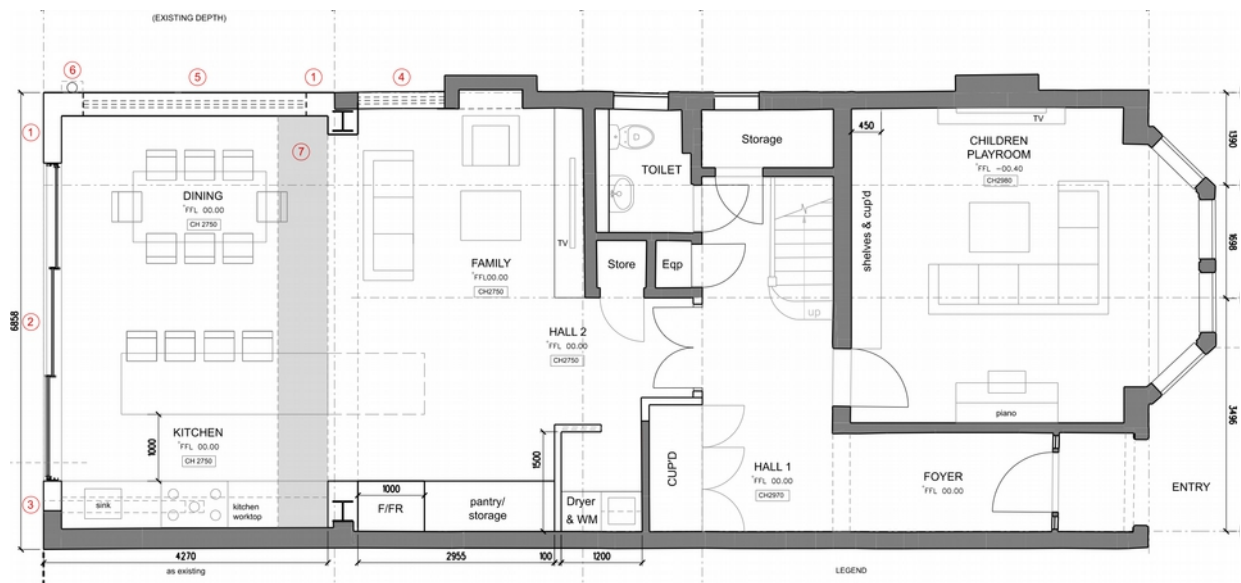 (EXISTING DEPTH)
6
5
1
4
1
7
DINING
FFL 00.00
CH 2750
TV
FAMILY
FFL00.00
CH2750
TOILET
Storage
450
shelves & cup'd
CHILDREN
PLAYROOM
FFL -00.40
CH2980
TV
1390
1698
3496
Store
Eqp
up
6858
2
HALL 2
FFL 00.00
CH2750
KITCHEN
FFL 00.00
CH 2750
1000
1500
piano
3
sink
kitchen
worktop
1000
F/FR
pantry/
storage
Dryer
& WM
CUP'D
HALL 1
FFL 00.00
CH2970
FOYER
FFL 00.00
ENTRY
4270
as existing
2955
100
1200
LEGEND